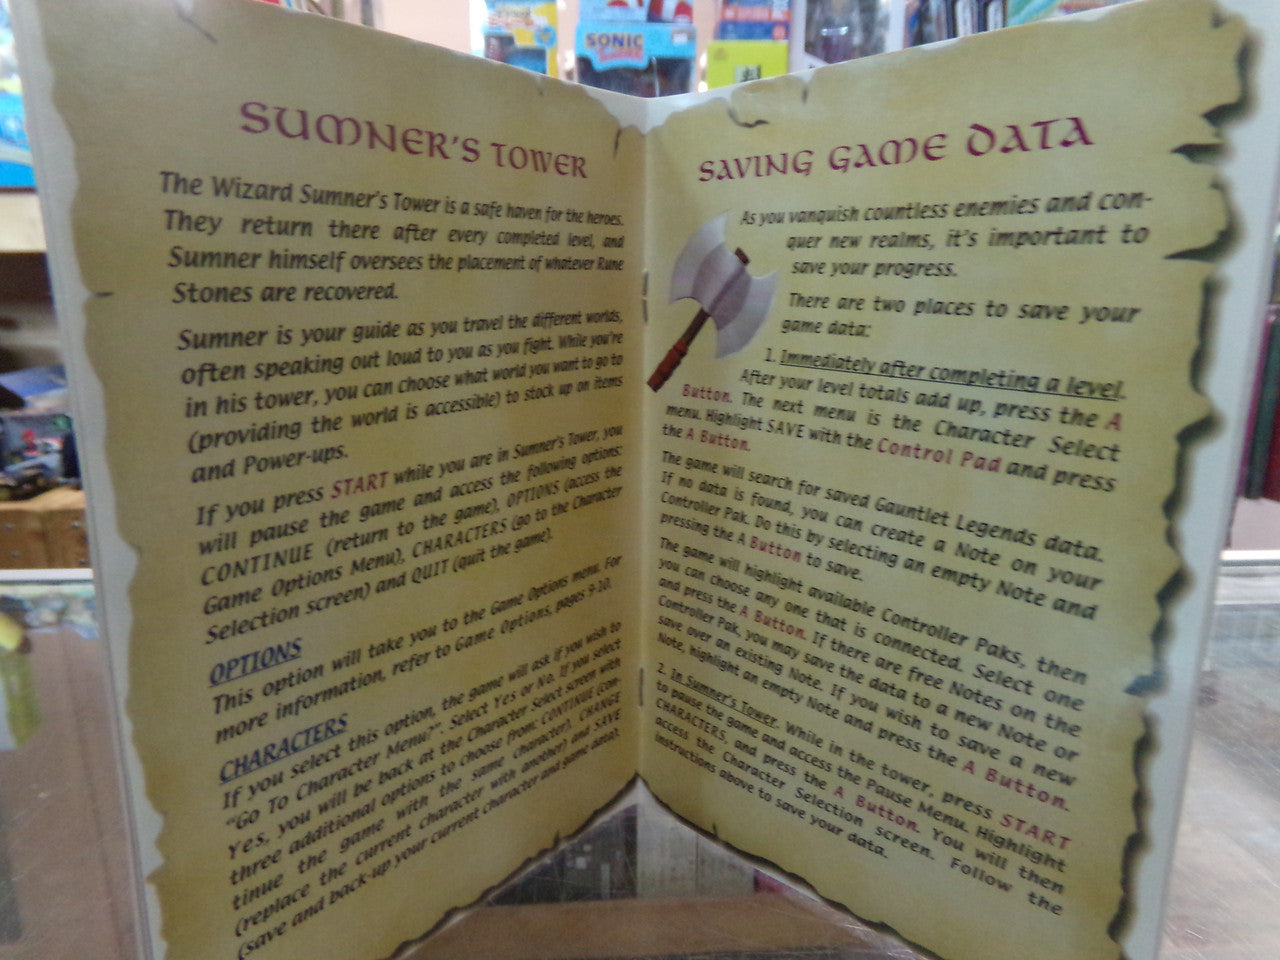 SONIC
SUMNER'S TOWER
The Wizard Sumner's Tower is a safe haven for the heroes.
They return there after every completed level, and
Sumner himself oversees the placement of whatever Rune
Stones are recovered.
Sumner is your guide as you travel the different worlds,
often speaking out loud to you as you fight. While you're
in his tower, you can choose what world you want to go to
(providing the world is accessible) to stock up on items
and Power-ups.
If you press START while you are in Sumner's Tower, you
will pause the game and access the following options:
CONTINUE (return to the game), OPTIONS (access the
Game Options Menu), CHARACTERS (go to the Character
Selection screen) and QUIT (quit the game).
OPTIONS
This option will take you to the Game Options menu. For
more information, refer to Game Options, pages 9-10.
CHARACTERS
If you select this option, the game will ask if you wish to
"Go To Character Menu?". Select Yes or No. If you select
Yes, you will be back at the Character Select screen with
three additional options to choose from: CONTINUE (con-
tinue the game with the same character), CHANGE
(replace the current character with another) and SAVE
(save and back-up your current character and game data).
SAVING GAME DATA
As you vanquish countless enemies and con-
quer new realms, it's important to
save your progress.
There are two places to save your
game data:
1. Immediately after completing a level.
After your level totals add up, press the A
Button. The next menu is the Character Select
menu. Highlight SAVE with the Control Pad and press
the A Button.
The game will search for saved Gauntlet Legends data.
If no data is found, you can create a Note on your
Controller Pak. Do this by selecting an empty Note and
pressing the A Button to save.
The game will highlight available Controller Paks, then
you can choose any one that is connected. Select one
and press the A Button. If there are free Notes on the
Controller Pak, you may save the data to a new Note or
save over an existing Note. If you wish to save a new
Note, highlight an empty Note and press the A Button.
2. In Sumner's Tower. While in the tower, press START
to pause the game and access the Pause Menu. Highlight
CHARACTERS, and press the A Button. You will then
access the Character Selection screen. Follow the
instructions above to save your data.